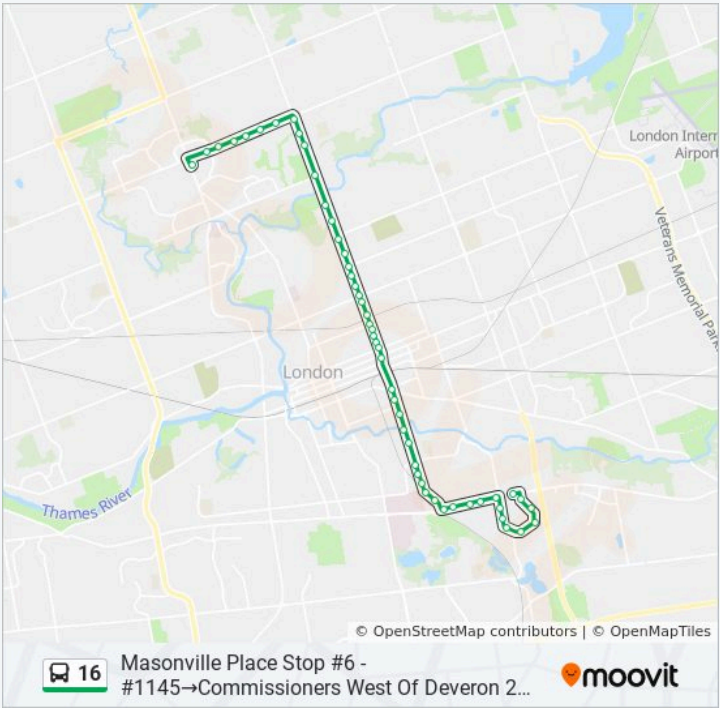 London Intern
Airport
Veterans Memorial Park
London
Thames River
© OpenStreetMap contributors | © OpenMapTiles
16
Masonville Place Stop #6 -
#1145→Commissioners West Of Deveron 2...
moovit